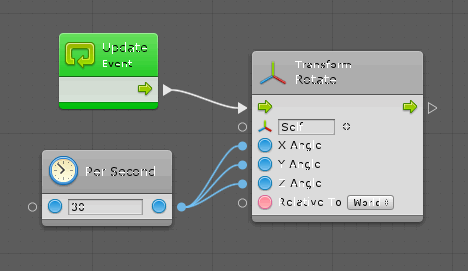 Update
Event
Transform
Rotate
Self
X Angle
Y Angle
Z Angle
Relative To World
Per Second
30